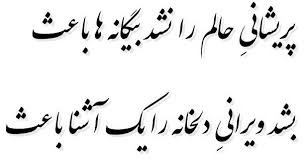 پریشانیِ حالم را نشد بیگانه ها باعث
بشد ویرانیِ دلخانه را یک آشنا باعث